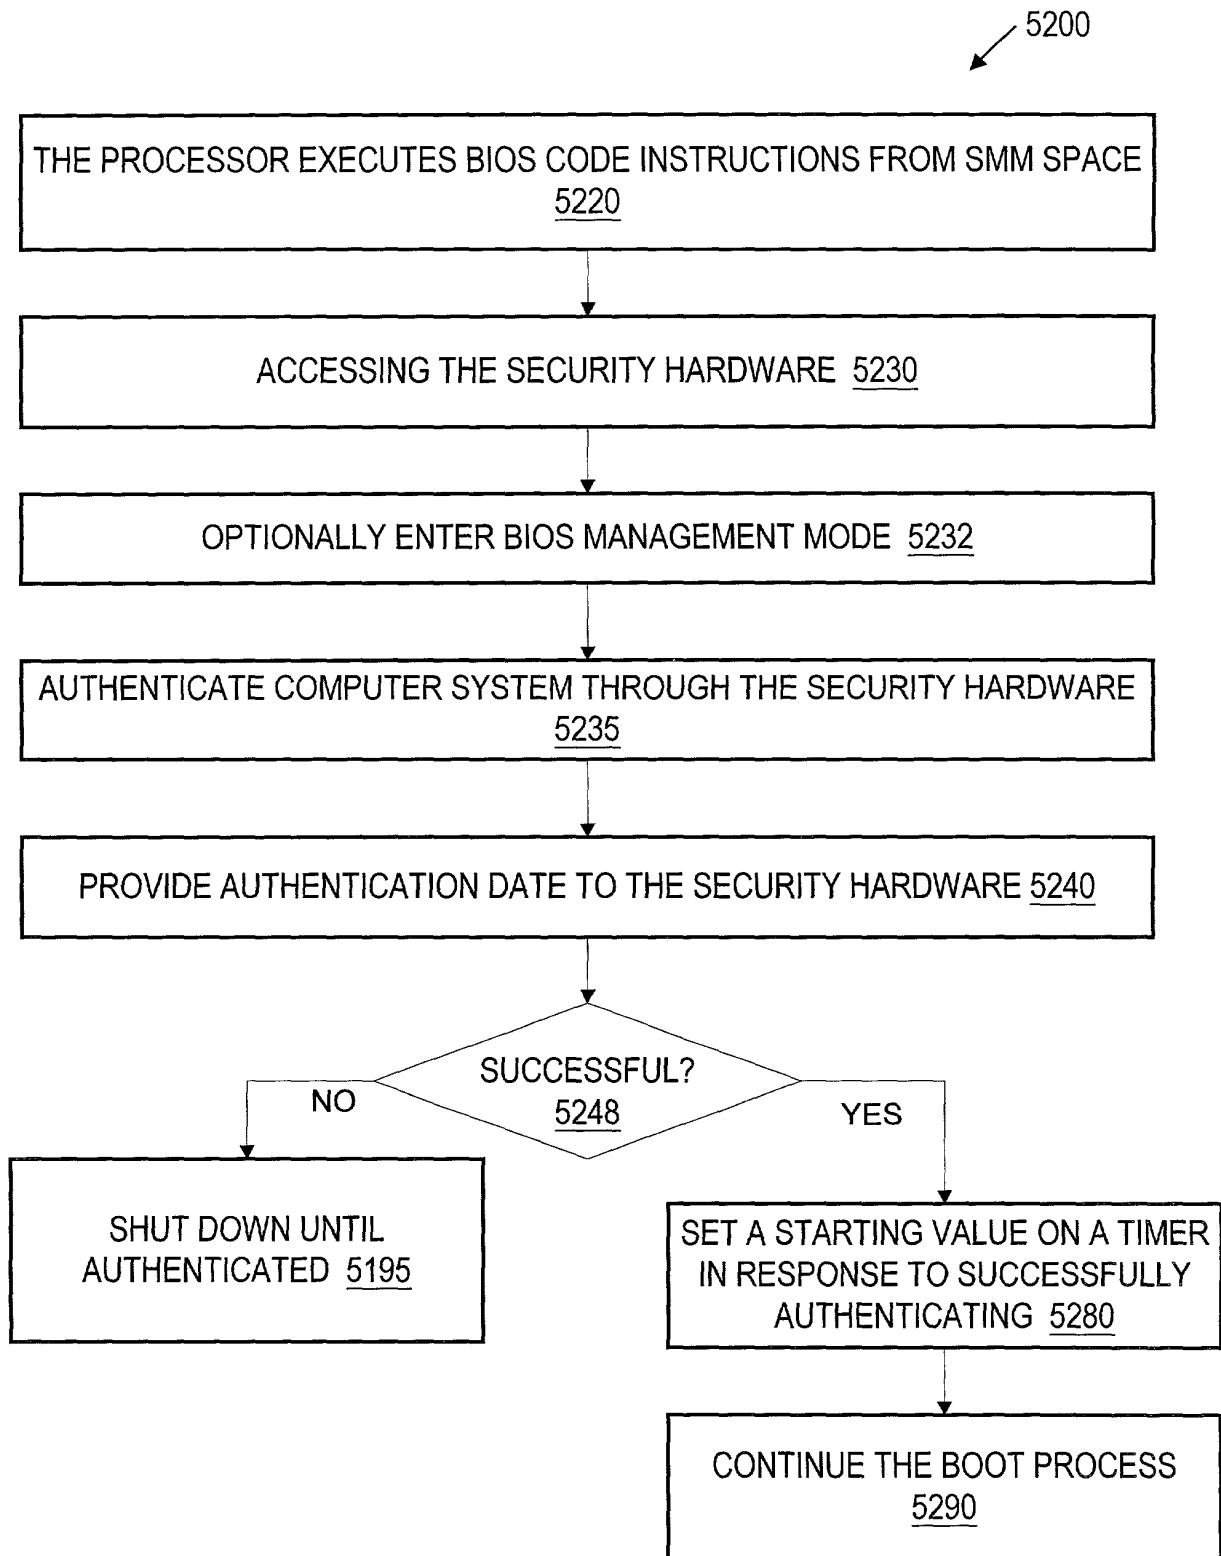 5200
THE PROCESSOR EXECUTES BIOS CODE INSTRUCTIONS FROM SMM SPACE
5220
ACCESSING THE SECURITY HARDWARE 5230
OPTIONALLY ENTER BIOS MANAGEMENT MODE 5232
AUTHENTICATE COMPUTER SYSTEM THROUGH THE SECURITY HARDWARE
5235
PROVIDE AUTHENTICATION DATE TO THE SECURITY HARDWARE 5240
SUCCESSFUL?
5248
NO
YES
SHUT DOWN UNTIL
AUTHENTICATED 5195
SET A STARTING VALUE ON A TIMER
IN RESPONSE TO SUCCESSFULLY
AUTHENTICATING 5280
CONTINUE THE BOOT PROCESS
5290